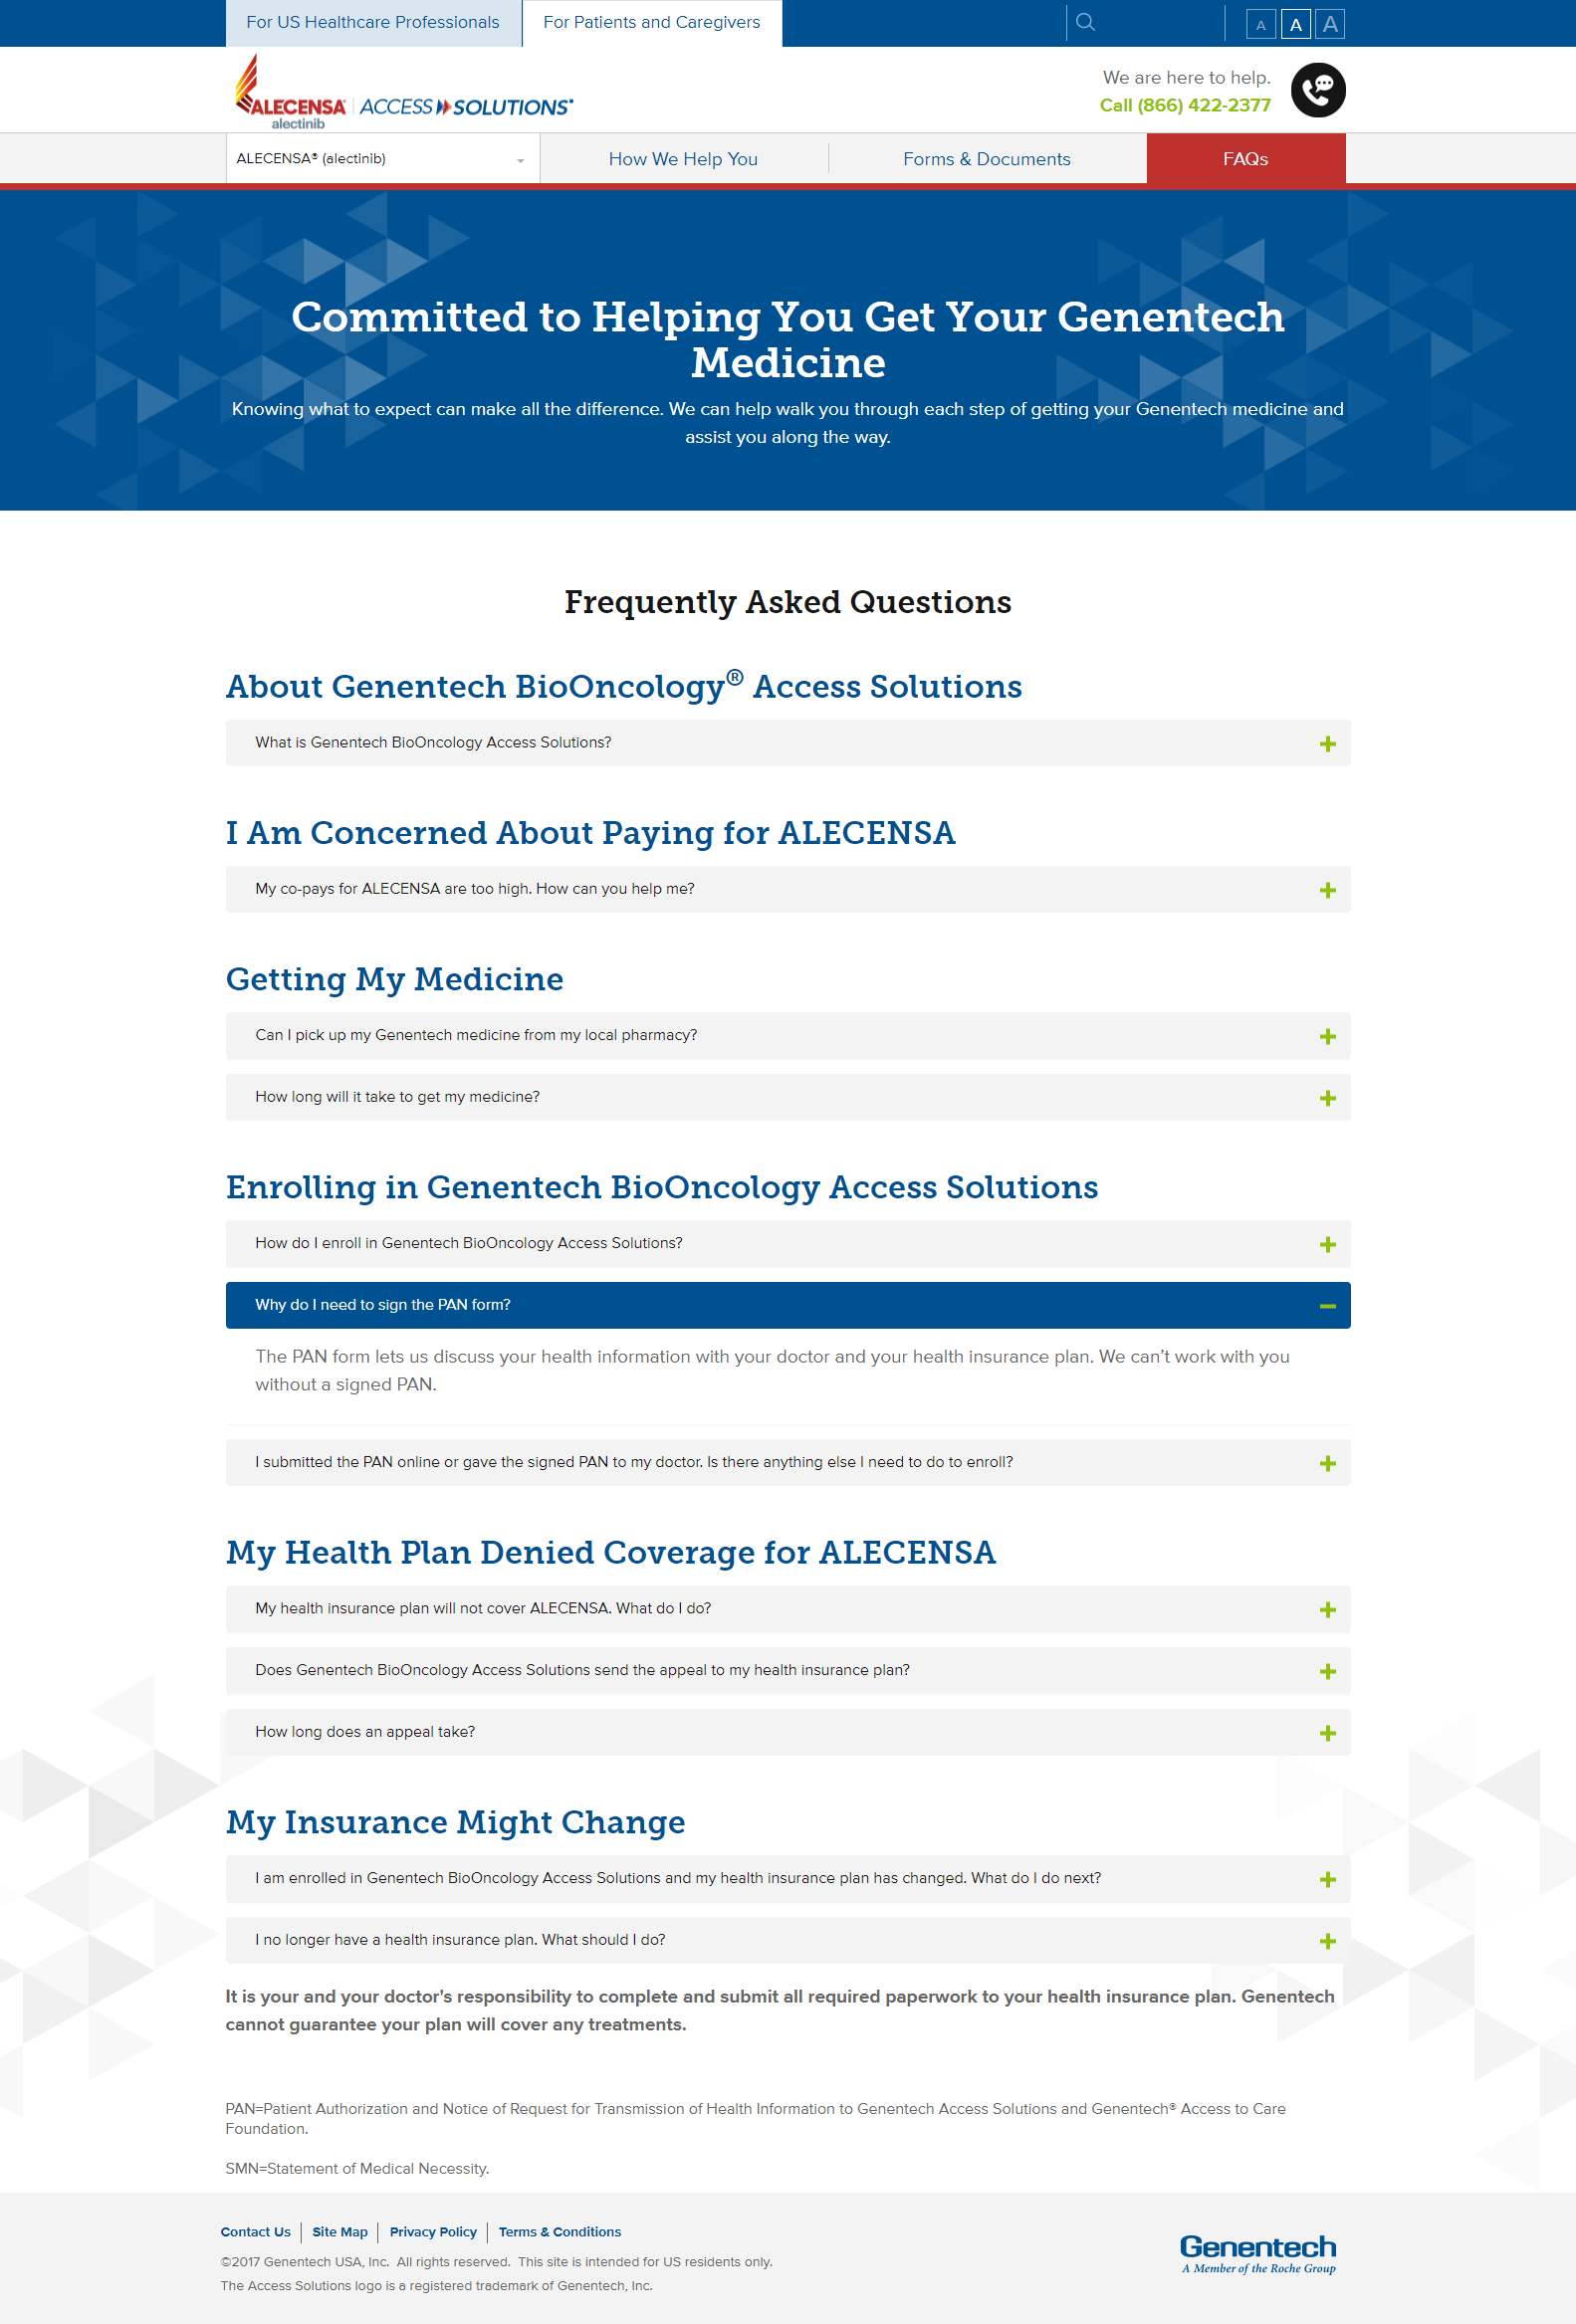 For US Healthcare Professionals
For Patients and Caregivers
A A A
ALECENSA®
alectinib
ACCESS SOLUTIONS®
We are here to help.
Call (866) 422-2377
ALECENSA® (alectinib)
How We Help You
Forms & Documents
FAQs
Committed to Helping You Get Your Genentech
Medicine
Knowing what to expect can make all the difference. We can help walk you through each step of getting your Genentech medicine and
assist you along the way.
Frequently Asked Questions
About Genentech BioOncology® Access Solutions
What is Genentech BioOncology Access Solutions?
I Am Concerned About Paying for ALECENSA
My co-pays for ALECENSA are too high. How can you help me?
Getting My Medicine
Can I pick up my Genentech medicine from my local pharmacy?
How long will it take to get my medicine?
Enrolling in Genentech BioOncology Access Solutions
How do I enroll in Genentech BioOncology Access Solutions?
Why do I need to sign the PAN form?
The PAN form lets us discuss your health information with your doctor and your health insurance plan. We can’t work with you
without a signed PAN.
I submitted the PAN online or gave the signed PAN to my doctor. Is there anything else I need to do to enroll?
My Health Plan Denied Coverage for ALECENSA
My health insurance plan will not cover ALECENSA. What do I do?
Does Genentech BioOncology Access Solutions send the appeal to my health insurance plan?
How long does an appeal take?
My Insurance Might Change
I am enrolled in Genentech BioOncology Access Solutions and my health insurance plan has changed. What do I do next?
I no longer have a health insurance plan. What should I do?
It is your and your doctor's responsibility to complete and submit all required paperwork to your health insurance plan. Genentech
cannot guarantee your plan will cover any treatments.
PAN=Patient Authorization and Notice of Request for Transmission of Health Information to Genentech Access Solutions and Genentech® Access to Care
Foundation.
SMN=Statement of Medical Necessity.
Contact Us
Site Map
Privacy Policy
Terms & Conditions
©2017 Genentech USA, Inc. All rights reserved. This site is intended for US residents only.
The Access Solutions logo is a registered trademark of Genentech, Inc.
Genentech
A Member of the Roche Group